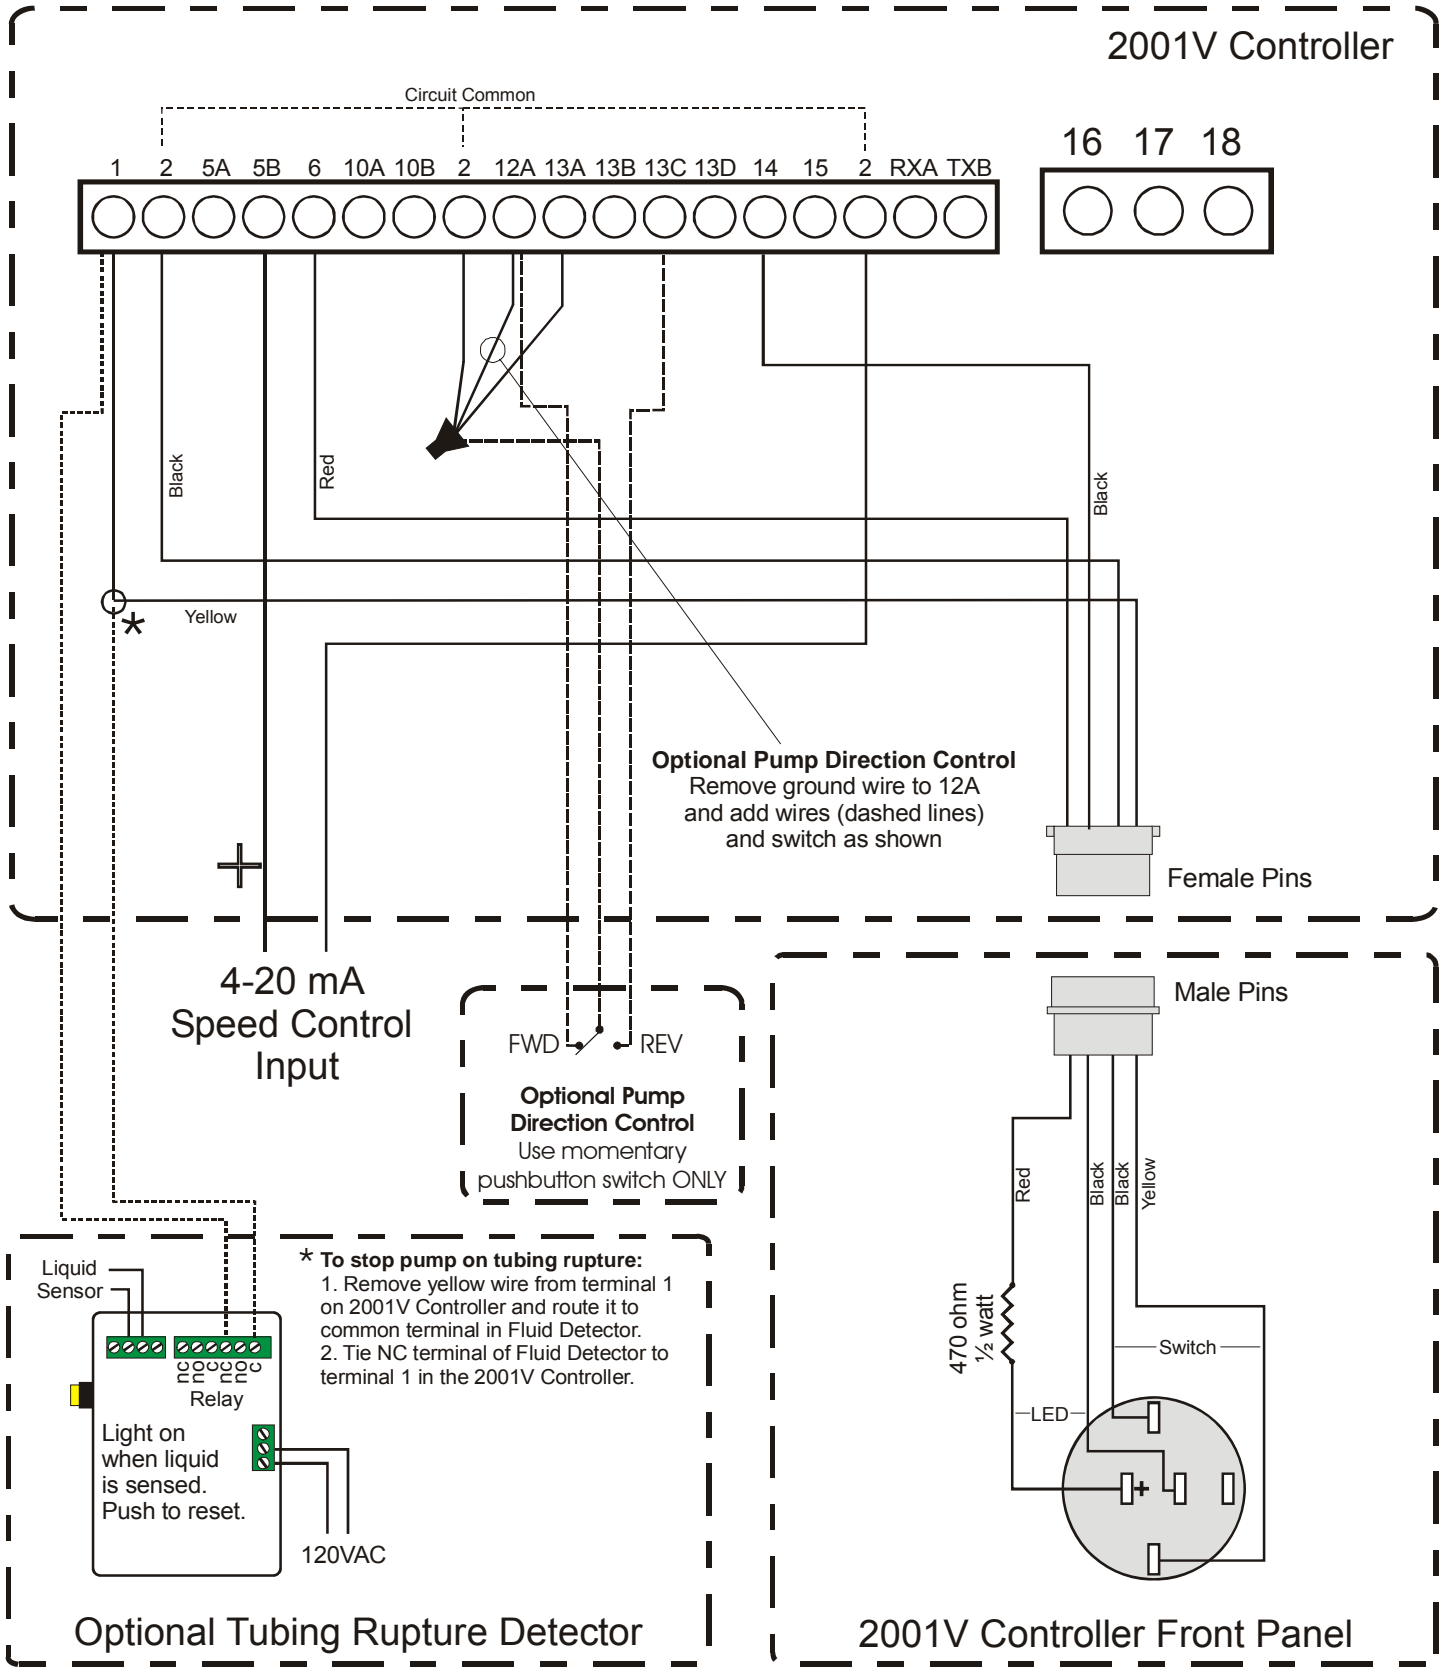 2001V Controller
Circuit Common
1 2 5A 5B 6 10A 10B 2 12A 13A 13B 13C 13D 14 15 2 RXA TXB
16 17 18
Black
Red
Black
*
Yellow
Optional Pump Direction Control
Remove ground wire to 12A
and add wires (dashed lines)
and switch as shown
+
Female Pins
4-20 mA
Speed Control
Input
FWD
REV
Optional Pump
Direction Control
Use momentary
pushbutton switch ONLY
Male Pins
Red
Black
Black
Yellow
470 ohm
½ watt
Switch
LED
+
2001V Controller Front Panel
Liquid
Sensor
* To stop pump on tubing rupture:
1. Remove yellow wire from terminal 1
on 2001V Controller and route it to
common terminal in Fluid Detector.
2. Tie NC terminal of Fluid Detector to
terminal 1 in the 2001V Controller.
nc
no
c
nc
no
c
Relay
Light on
when liquid
is sensed.
Push to reset.
120VAC
Optional Tubing Rupture Detector